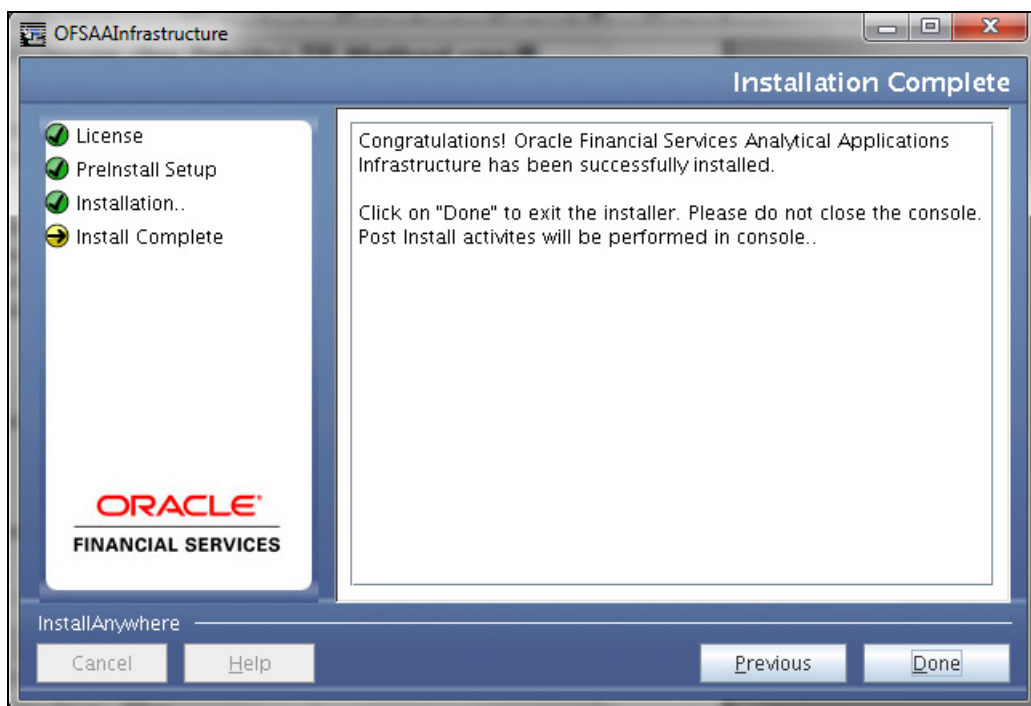 OFSAAInfrastructure
Installation Complete
License
PreInstall Setup
Installation..
Install Complete
Congratulations! Oracle Financial Services Analytical Applications
Infrastructure has been successfully installed.
Click on "Done" to exit the installer. Please do not close the console.
Post Install activites will be performed in console..
ORACLE
FINANCIAL SERVICES
InstallAnywhere
Cancel
Help
Previous
Done